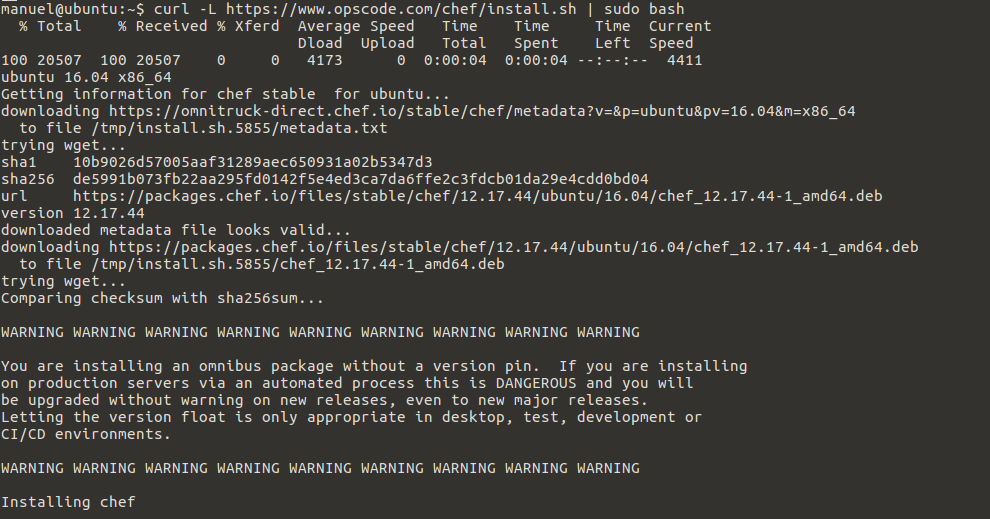 manuel@ubuntu:~$ curl -L https://www.opscode.com/chef/install.sh | sudo bash
  % Total    % Received % Xferd  Average Speed   Time    Time     Time  Current
                                 Dload  Upload   Total   Spent    Left  Speed
100 20507  100 20507    0     0   4173      0  0:00:04  0:00:04 --:--:--  4411
ubuntu 16.04 x86_64
Getting information for chef stable  for ubuntu...
downloading https://omnitruck-direct.chef.io/stable/chef/metadata?v=&p=ubuntu&pv=16.04&m=x86_64
  to file /tmp/install.sh.5855/metadata.txt
trying wget...
sha1    10b9026d57005aaf31289aec650931a02b5347d3
sha256  de5991b073fb22aa295fd0142f5e4ed3ca7da6ffe2c3fdcb01da29e4cdd0bd04
url     https://packages.chef.io/files/stable/chef/12.17.44/ubuntu/16.04/chef_12.17.44-1_amd64.deb
version 12.17.44
downloaded metadata file looks valid...
downloading https://packages.chef.io/files/stable/chef/12.17.44/ubuntu/16.04/chef_12.17.44-1_amd64.deb
  to file /tmp/install.sh.5855/chef_12.17.44-1_amd64.deb
trying wget...
Comparing checksum with sha256sum...

WARNING WARNING WARNING WARNING WARNING WARNING WARNING WARNING WARNING

You are installing an omnibus package without a version pin.  If you are installing
on production servers via an automated process this is DANGEROUS and you will
be upgraded without warning on new releases, even to new major releases.
Letting the version float is only appropriate in desktop, test, development or
CI/CD environments.

WARNING WARNING WARNING WARNING WARNING WARNING WARNING WARNING WARNING

Installing chef